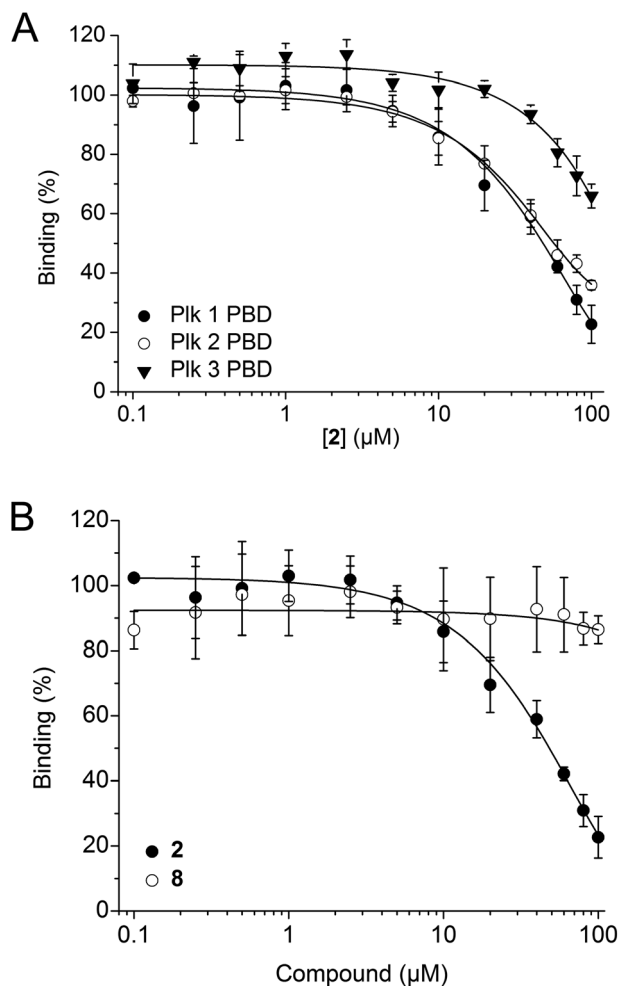 A
120
100
80
60
40
20
0
Binding (%)
Plk 1 PBD
Plk 2 PBD
Plk 3 PBD
0.1 1 10 100
[2] (µM)
B
120
100
80
60
40
20
0
Binding (%)
2
8
0.1 1 10 100
Compound (µM)